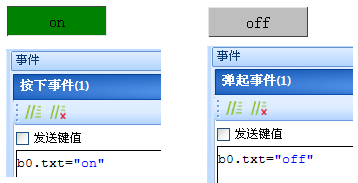 on
off
事件
按下事件(1)
发送键值
b0.txt="on"
事件
弹起事件(1)
发送键值
b0.txt="off"